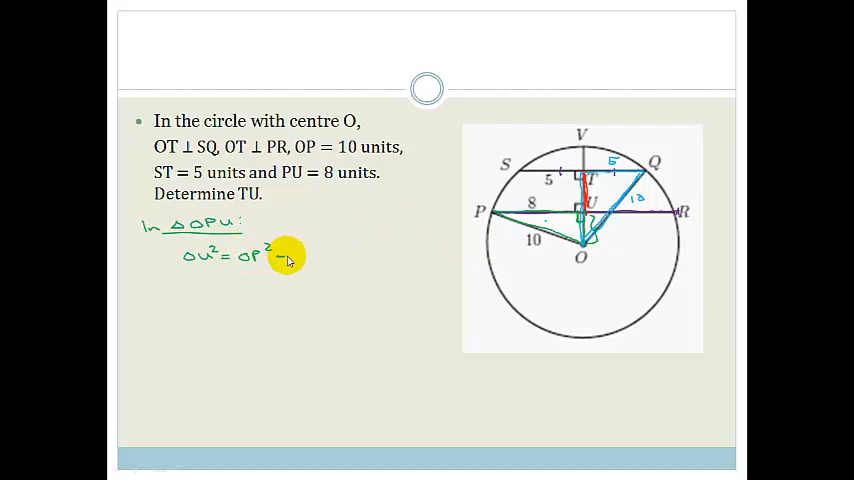 In the circle with centre O,
OT ⊥ SQ, OT ⊥ PR, OP = 10 units,
ST = 5 units and PU = 8 units.
Determine TU.
In △OPU:
OU² = OP² -
V
S
Q
5
5
T
10
8
U
P
R
10
O